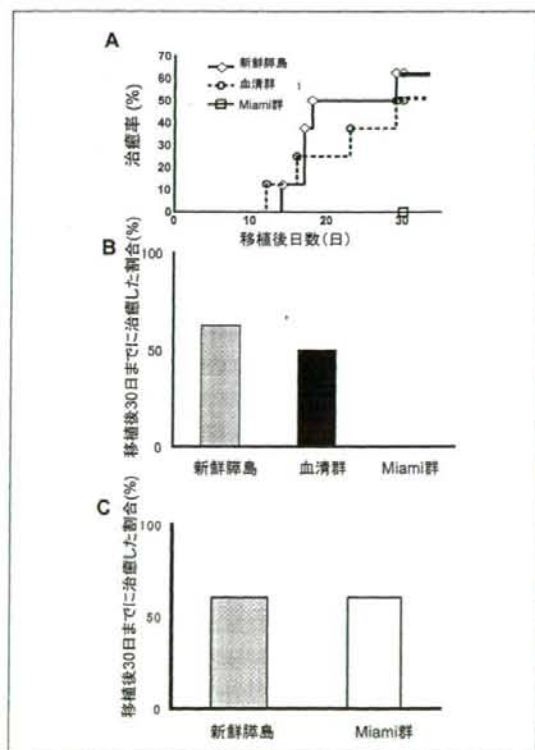 A
治癒率 (%)
70
60
50
40
30
20
10
0
新鮮膵島
血清群
Miami群
0
10
20
30
移植後日数(日)
B
移植後30日までに治癒した割合(%)
100
50
0
新鮮膵島
血清群
Miami群
C
移植後30日までに治癒した割合(%)
100
50
0
新鮮膵島
Miami群